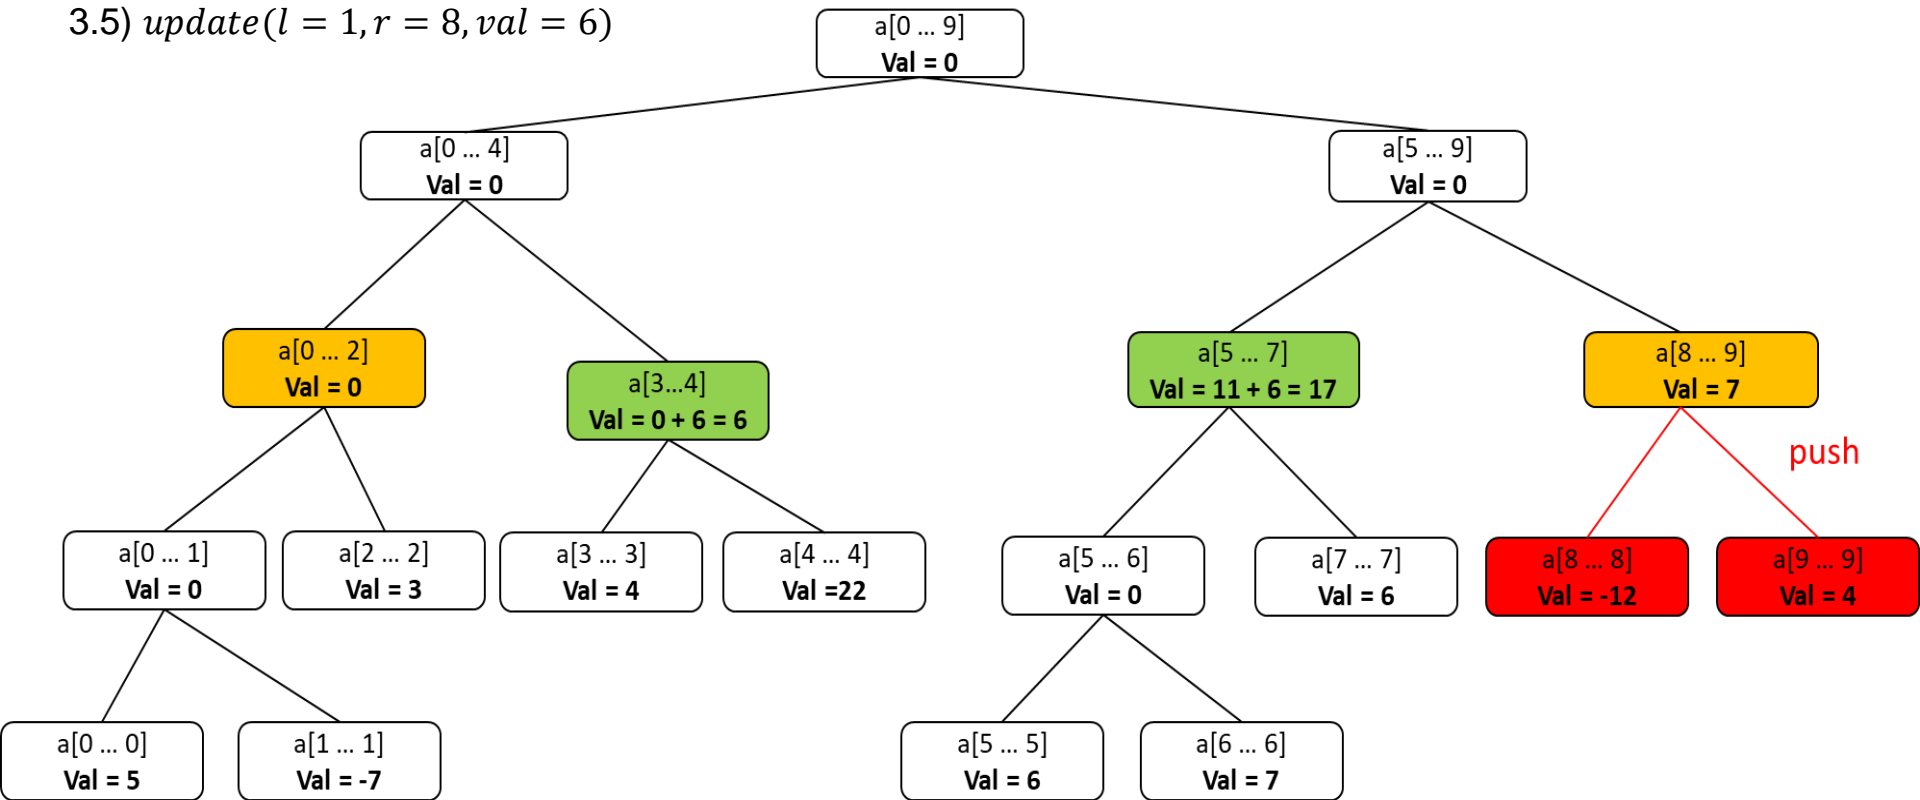 3.5) update(l = 1, r = 8, val = 6)
a[0 ... 9]
Val = 0
a[0 ... 4]
Val = 0
a[5 ... 9]
Val = 0
a[0 ... 2]
Val = 0
a[3...4]
Val = 0 + 6 = 6
a[5 ... 7]
Val = 11 + 6 = 17
a[8 ... 9]
Val = 7
push
a[0 ... 1]
Val = 0
a[2 ... 2]
Val = 3
a[3 ... 3]
Val = 4
a[4 ... 4]
Val =22
a[5 ... 6]
Val = 0
a[7 ... 7]
Val = 6
a[8 ... 8]
Val = -12
a[9 ... 9]
Val = 4
a[0 ... 0]
Val = 5
a[1 ... 1]
Val = -7
a[5 ... 5]
Val = 6
a[6 ... 6]
Val = 7